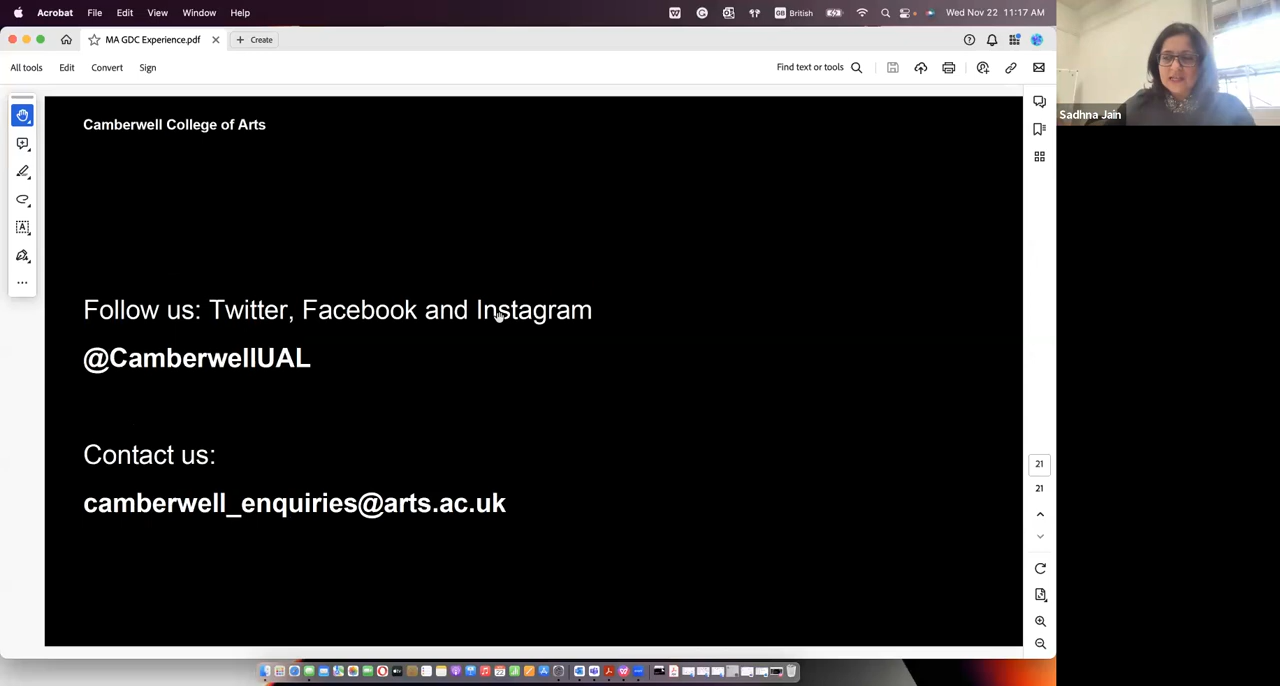 Acrobat File Edit View Window Help British Wed Nov 22 11:17 AM
MA GDC Experience.pdf Create
All tools Edit Convert Sign Find text or tools
Camberwell College of Arts
Sadhna Jain
Follow us: Twitter, Facebook and Instagram
@CamberwellUAL
Contact us:
camberwell_enquiries@arts.ac.uk
21
21